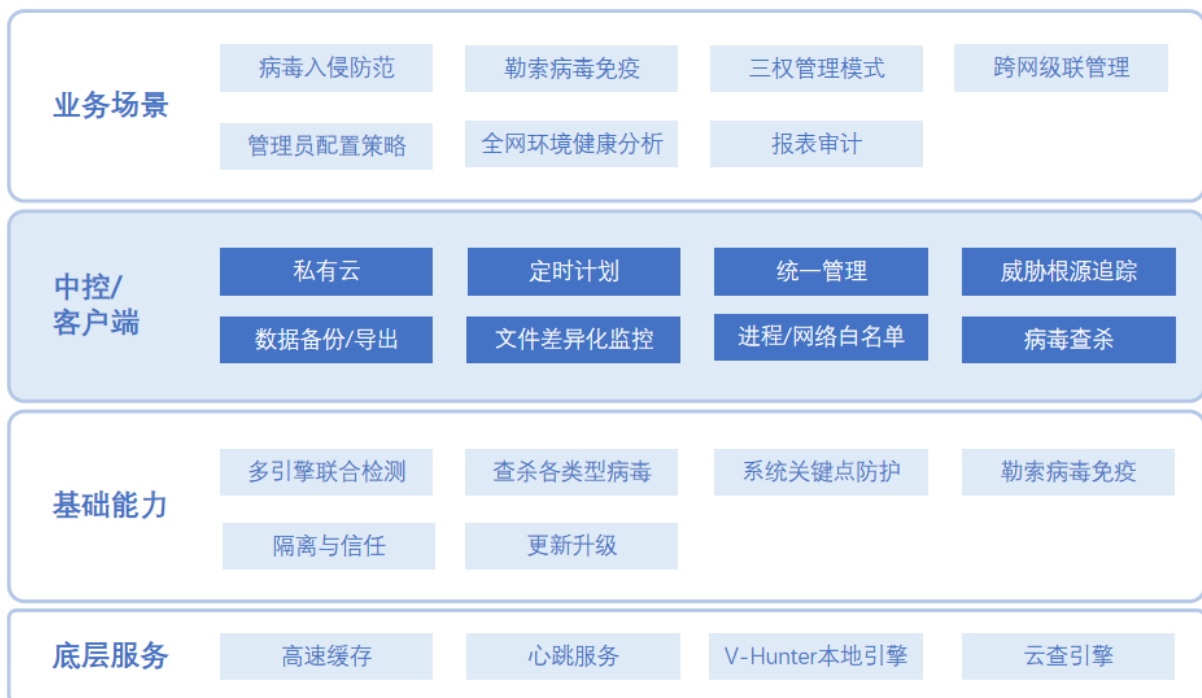 业务场景
病毒入侵防范
勒索病毒免疫
三权管理模式
跨网级联管理
管理员配置策略
全网环境健康分析
报表审计
中控/
客户端
私有云
定时计划
统一管理
威胁根源追踪
数据备份/导出
文件差异化监控
进程/网络白名单
病毒查杀
基础能力
多引擎联合检测
查杀各类型病毒
系统关键点防护
勒索病毒免疫
隔离与信任
更新升级
底层服务
高速缓存
心跳服务
V-Hunter本地引擎
云查引擎